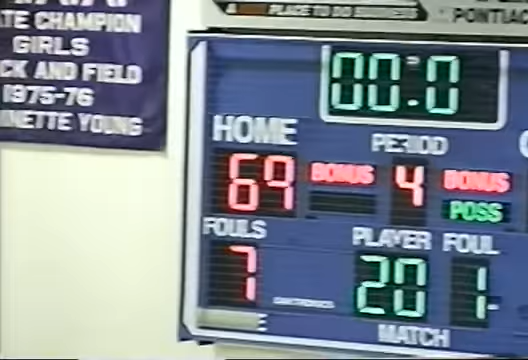 TE CHAMPION
GIRLS
CK AND FIELD
1975-76
NETTE YOUNG
A PLACE TO DO BUSINESS
PONTIAC
00:0
HOME
PERIOD
69
BONUS
4
BONUS
POSS
FOULS
PLAYER
FOUL
7
20
1
MATCH